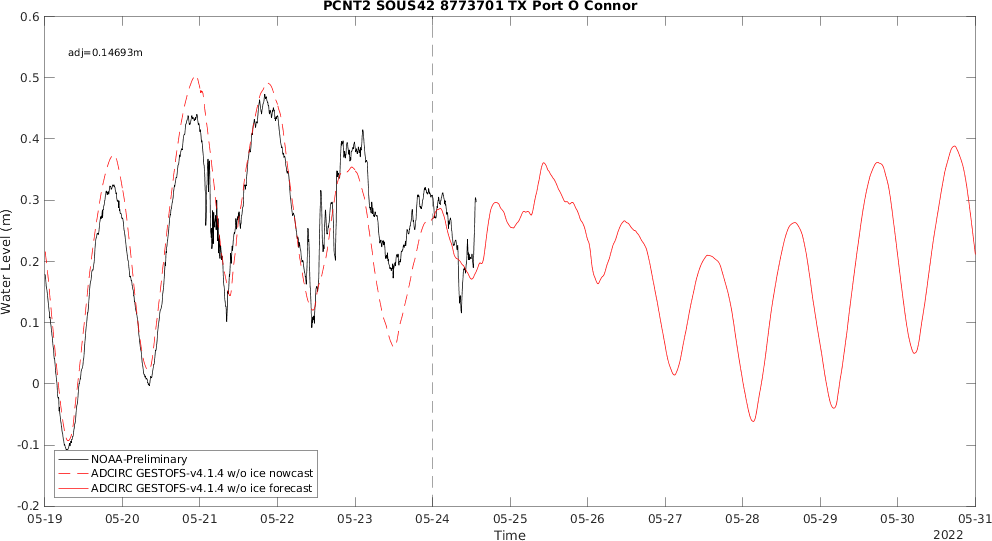 PCNT2 SOUS42 8773701 TX Port O Connor
adj=0.14693m
Water Level (m)
0.6
0.5
0.4
0.3
0.2
0.1
0
-0.1
-0.2
NOAA-Preliminary
ADCIRC GESTOFS-v4.1.4 w/o ice nowcast
ADCIRC GESTOFS-v4.1.4 w/o ice forecast
05-19 05-20 05-21 05-22 05-23 05-24 05-25 05-26 05-27 05-28 05-29 05-30 05-31
Time
2022